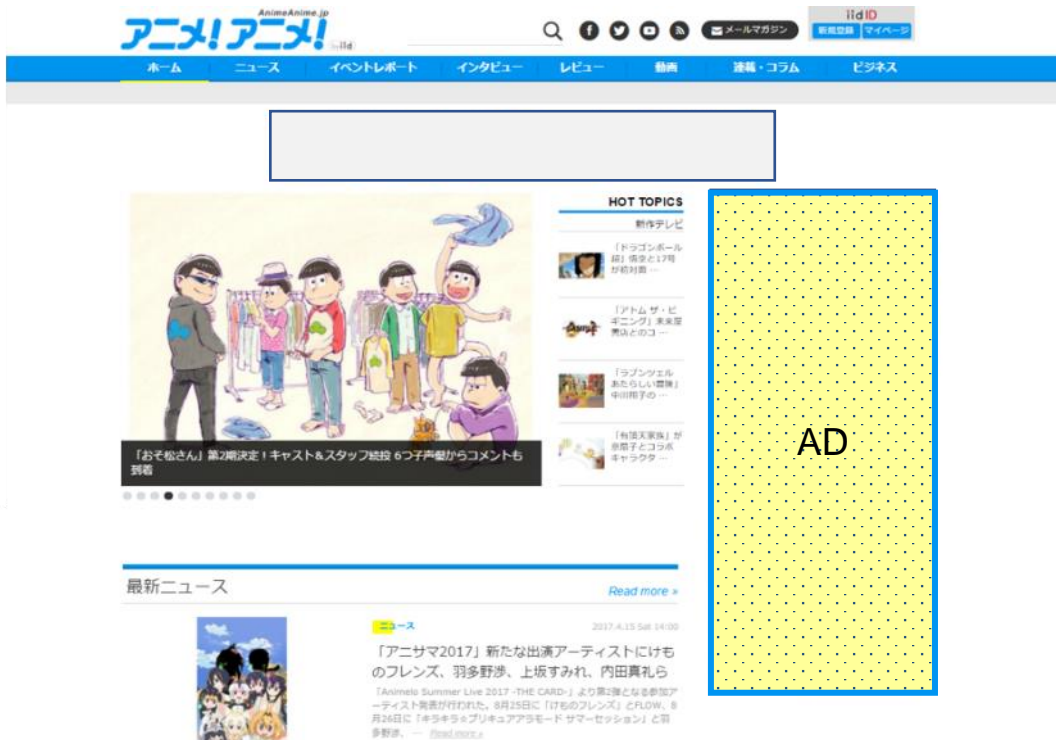 AnimeAnime.jp
アニメ!アニメ!
by iid
メールマガジン
iid ID
新規登録 マイページ
ホーム ニュース イベントレポート インタビュー レビュー 動画 連載・コラム ビジネス
HOT TOPICS
新作テレビ
「ドラゴンボール
超」悟空と17号
が初対面 …
「アトム ザ・ビ
ギニング」未来屋
書店とのコ …
「ラプンツェル
あたらしい冒険」
中川翔子の …
「有頂天家族」が
京扇子とコラボ
キャラクタ …
AD
「おそ松さん」第2期決定!キャスト&スタッフ続投 6つ子声優からコメントも
到着
最新ニュース
Read more »
ニュース
2017.4.15 Sat 14:00
「アニサマ2017」新たな出演アーティストにけも
のフレンズ、羽多野渉、上坂すみれ、内田真礼ら
「Animelo Summer Live 2017 -THE CARD-」より第2弾となる参加ア
ーティスト発表が行われた。8月25日に「けものフレンズ」とFLOW、8
月26日に「キラキラ☆プリキュアアラモード サマーセッション」と羽
多野渉、 … Read more »